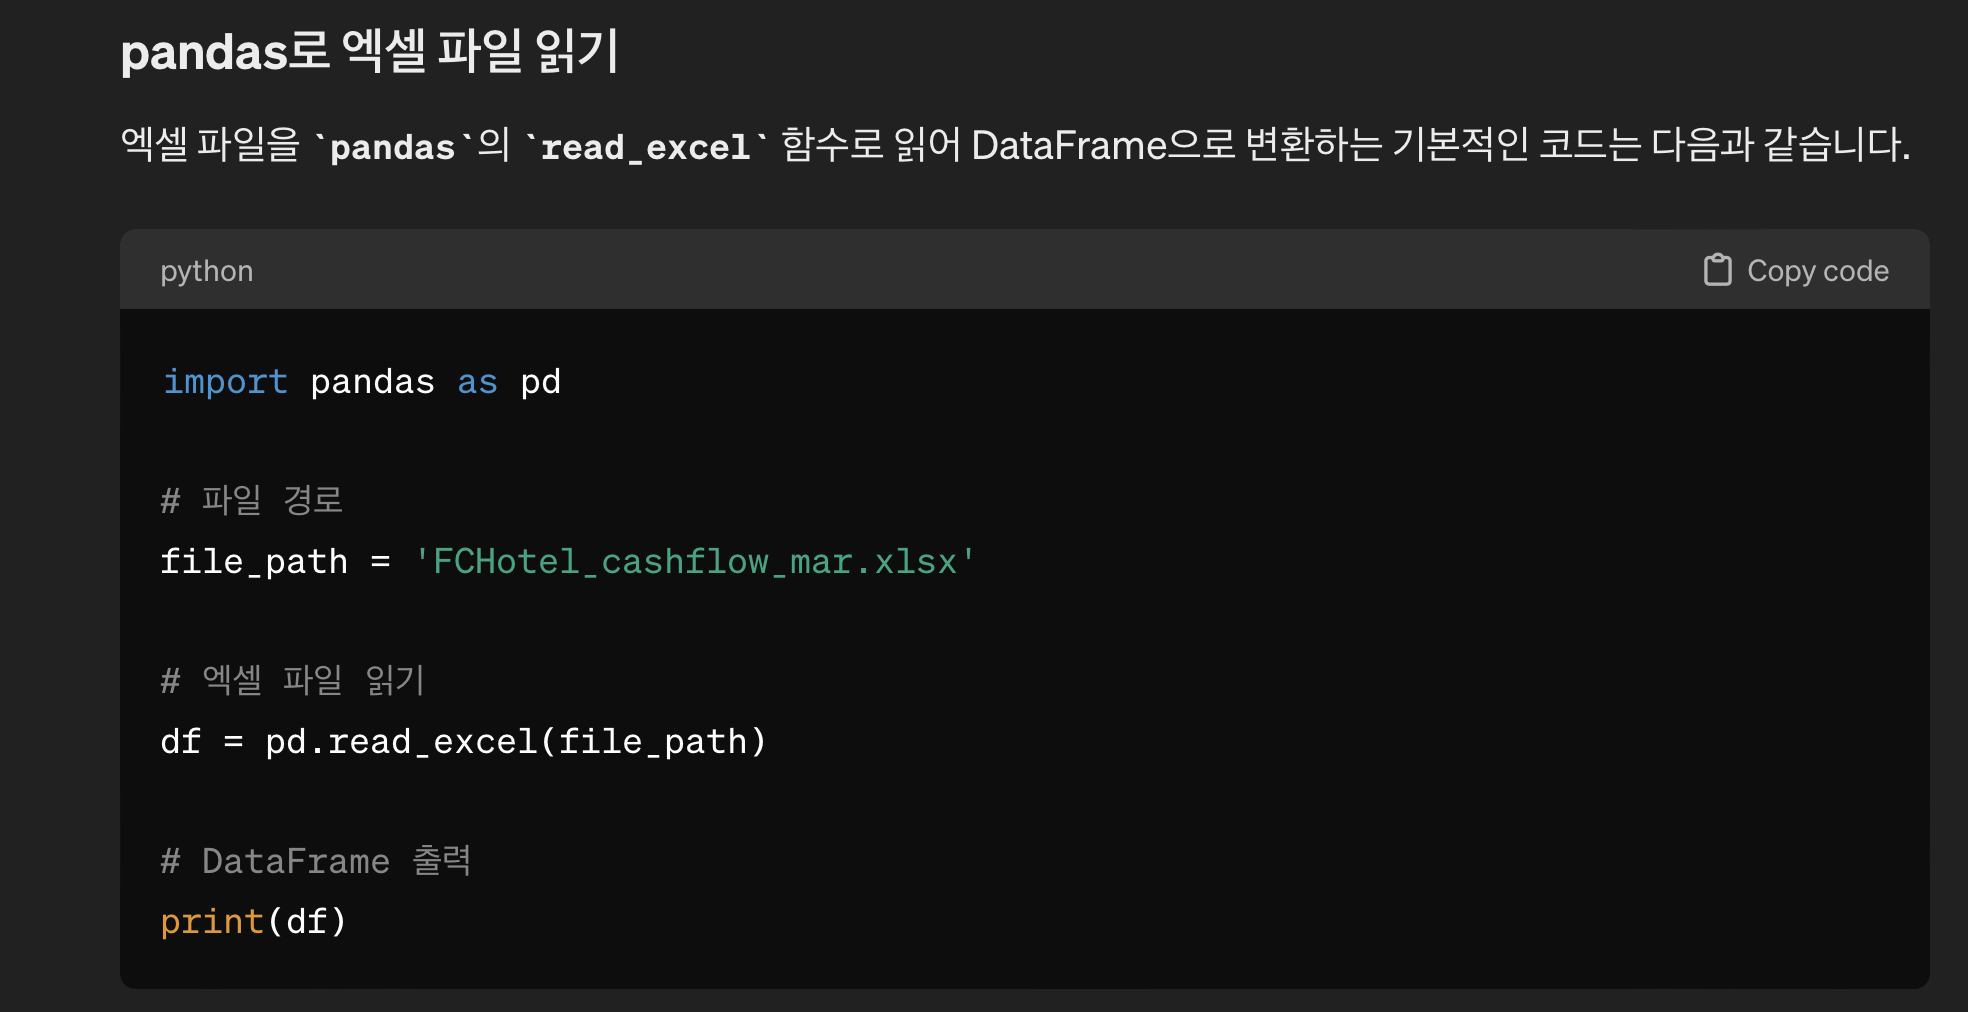 pandas로 엑셀 파일 읽기
엑셀 파일을 `pandas`의 `read_excel` 함수로 읽어 DataFrame으로 변환하는 기본적인 코드는 다음과 같습니다.
python
Copy code
import pandas as pd
# 파일 경로
file_path = 'FCHotel_cashflow_mar.xlsx'
# 엑셀 파일 읽기
df = pd.read_excel(file_path)
# DataFrame 출력
print(df)